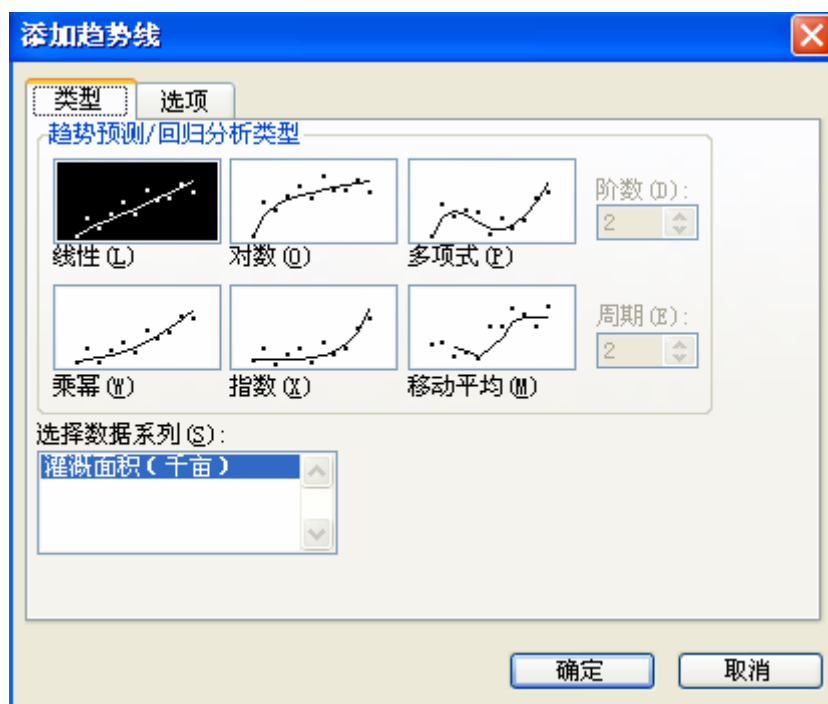 添加趋势线
类型 选项
趋势预测/回归分析类型
线性(L) 对数(O) 多项式(P) 阶数(D):
2
乘幂(W) 指数(X) 移动平均(M) 周期(E):
2
选择数据系列(S):
灌溉面积(千亩)
确定 取消